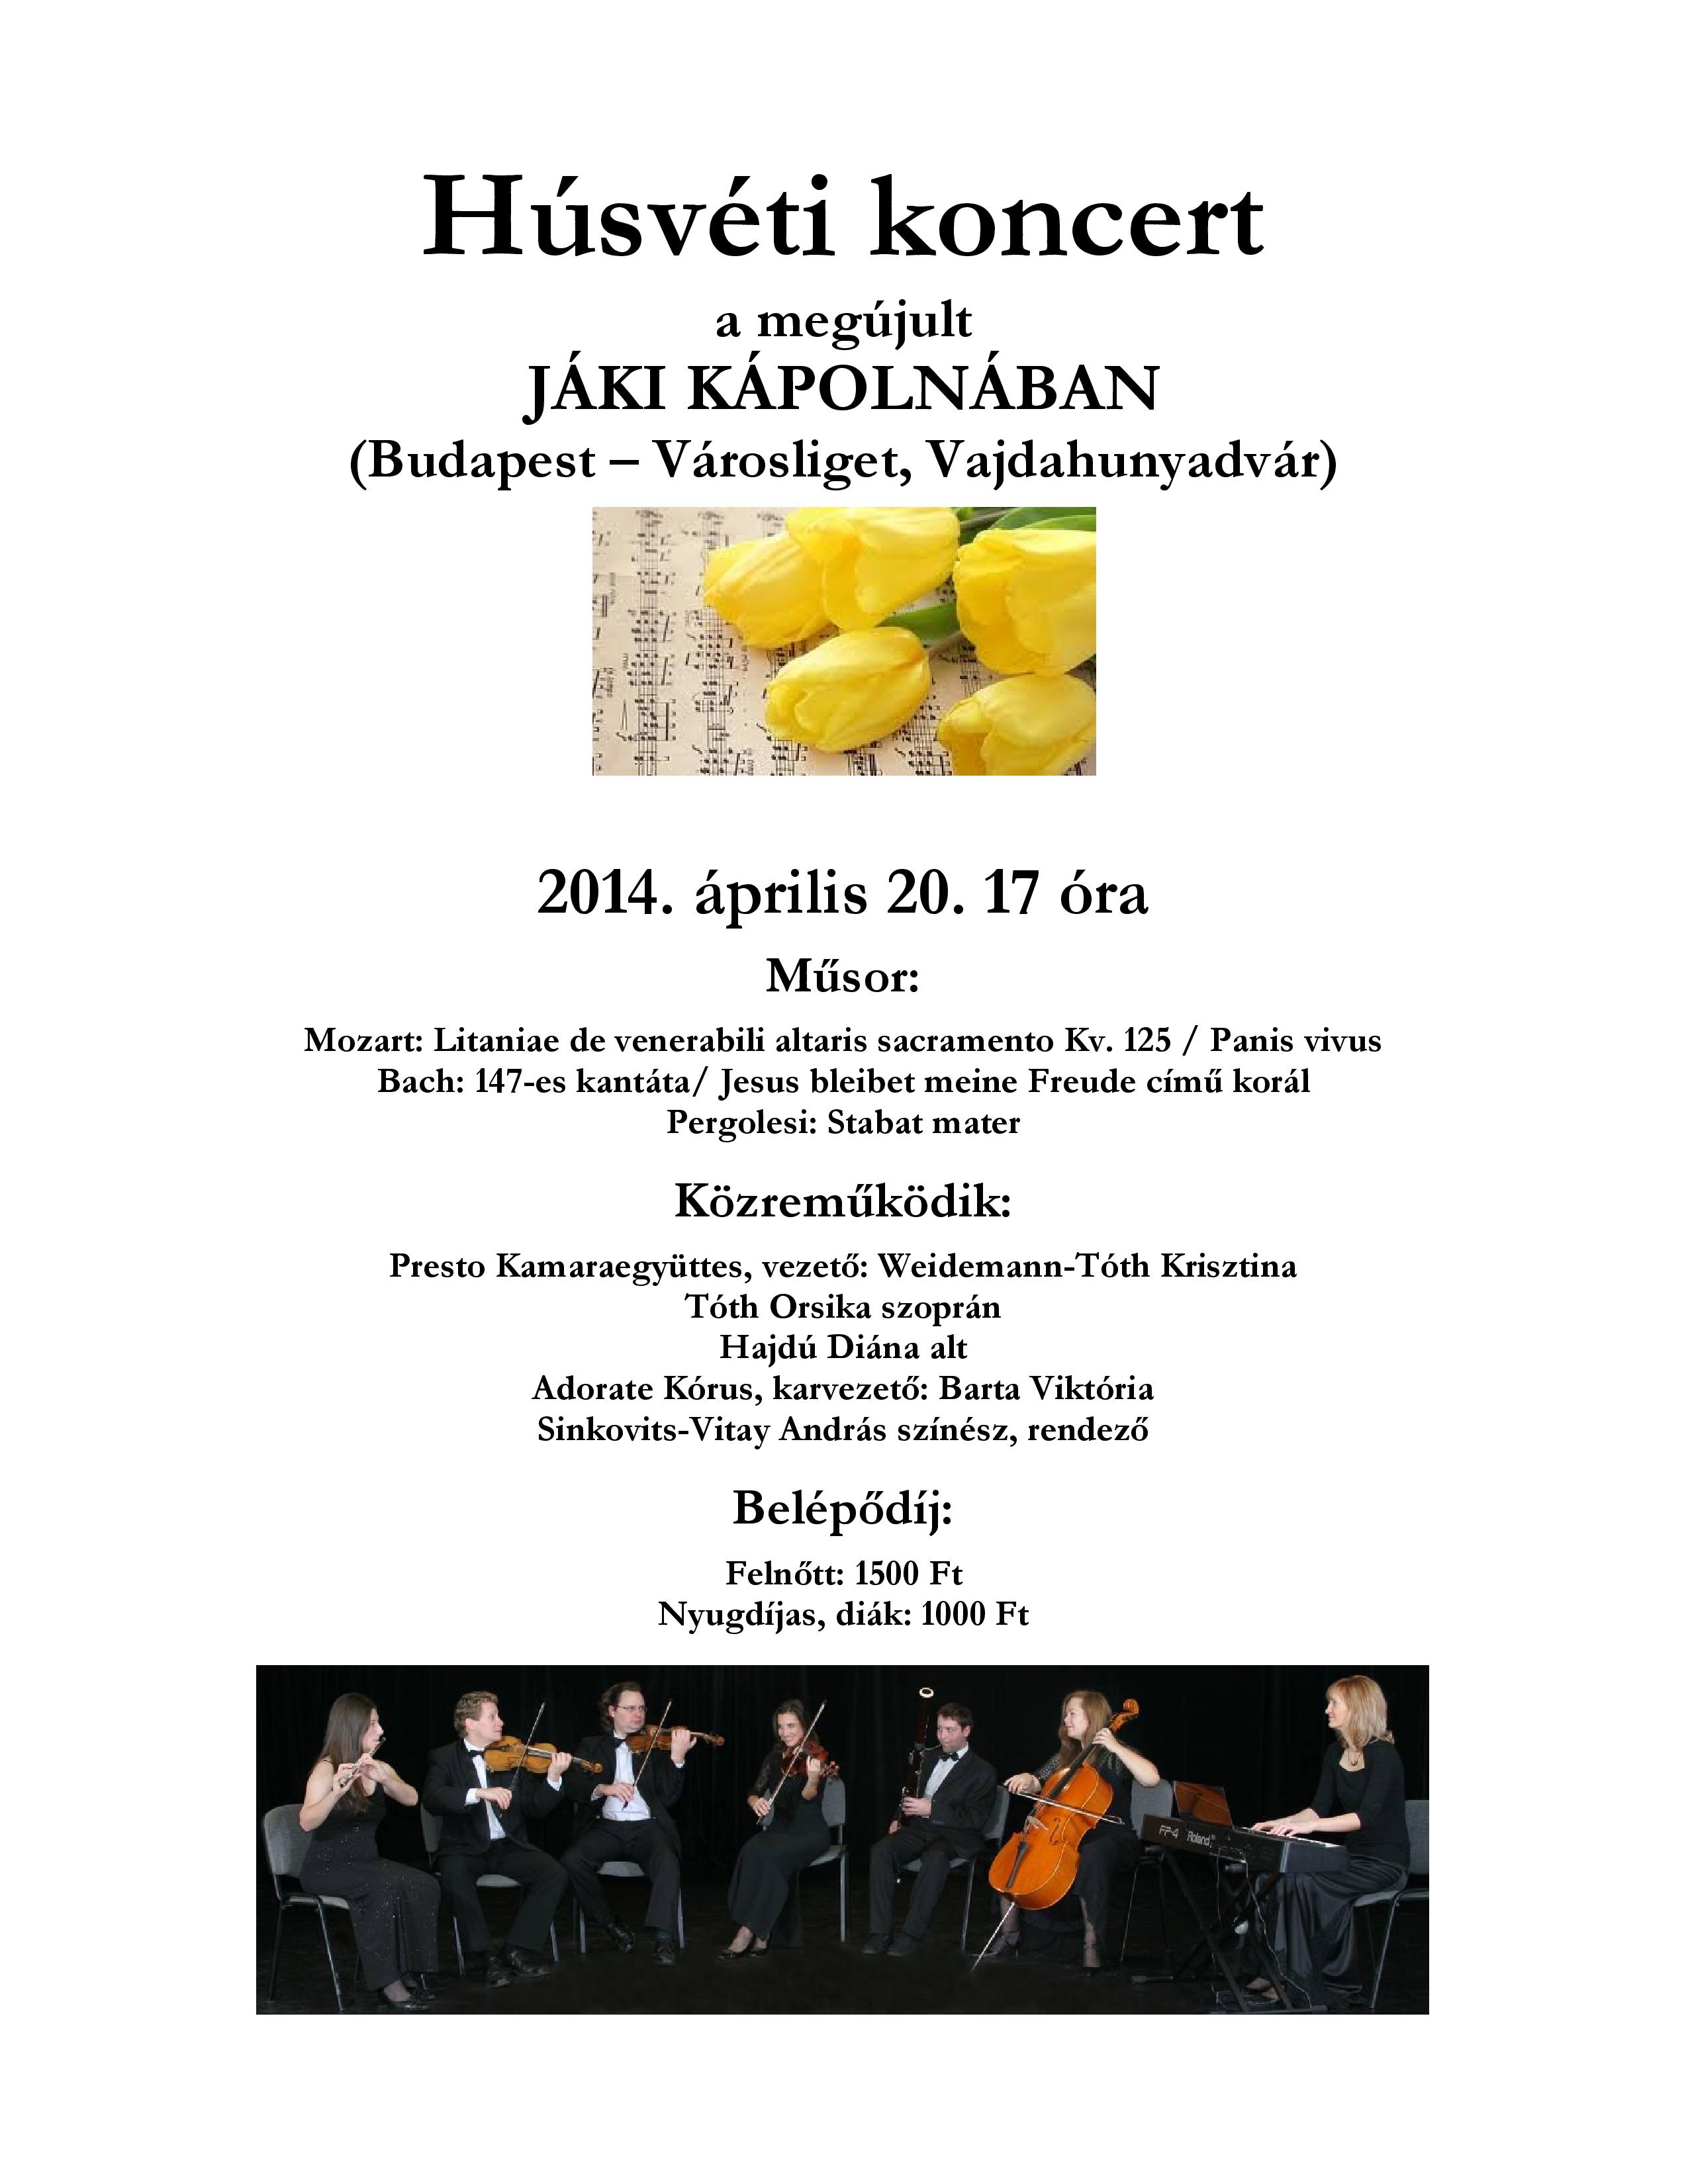 Húsvéti koncert
a megújult
JÁKI KÁPOLNÁBAN
(Budapest – Városliget, Vajdahunyadvár)
2014. április 20. 17 óra
Műsor:
Mozart: Litaniae de venerabili altaris sacramento Kv. 125 / Panis vivus
Bach: 147-es kantáta/ Jesus bleibet meine Freude című korál
Pergolesi: Stabat mater
Közreműködik:
Presto Kamaraegyüttes, vezető: Weidemann-Tóth Krisztina
Tóth Orsika szoprán
Hajdú Diána alt
Adorate Kórus, karvezető: Barta Viktória
Sinkovits-Vitay András színész, rendező
Belépődíj:
Felnőtt: 1500 Ft
Nyugdíjas, diák: 1000 Ft
FP-4 Roland